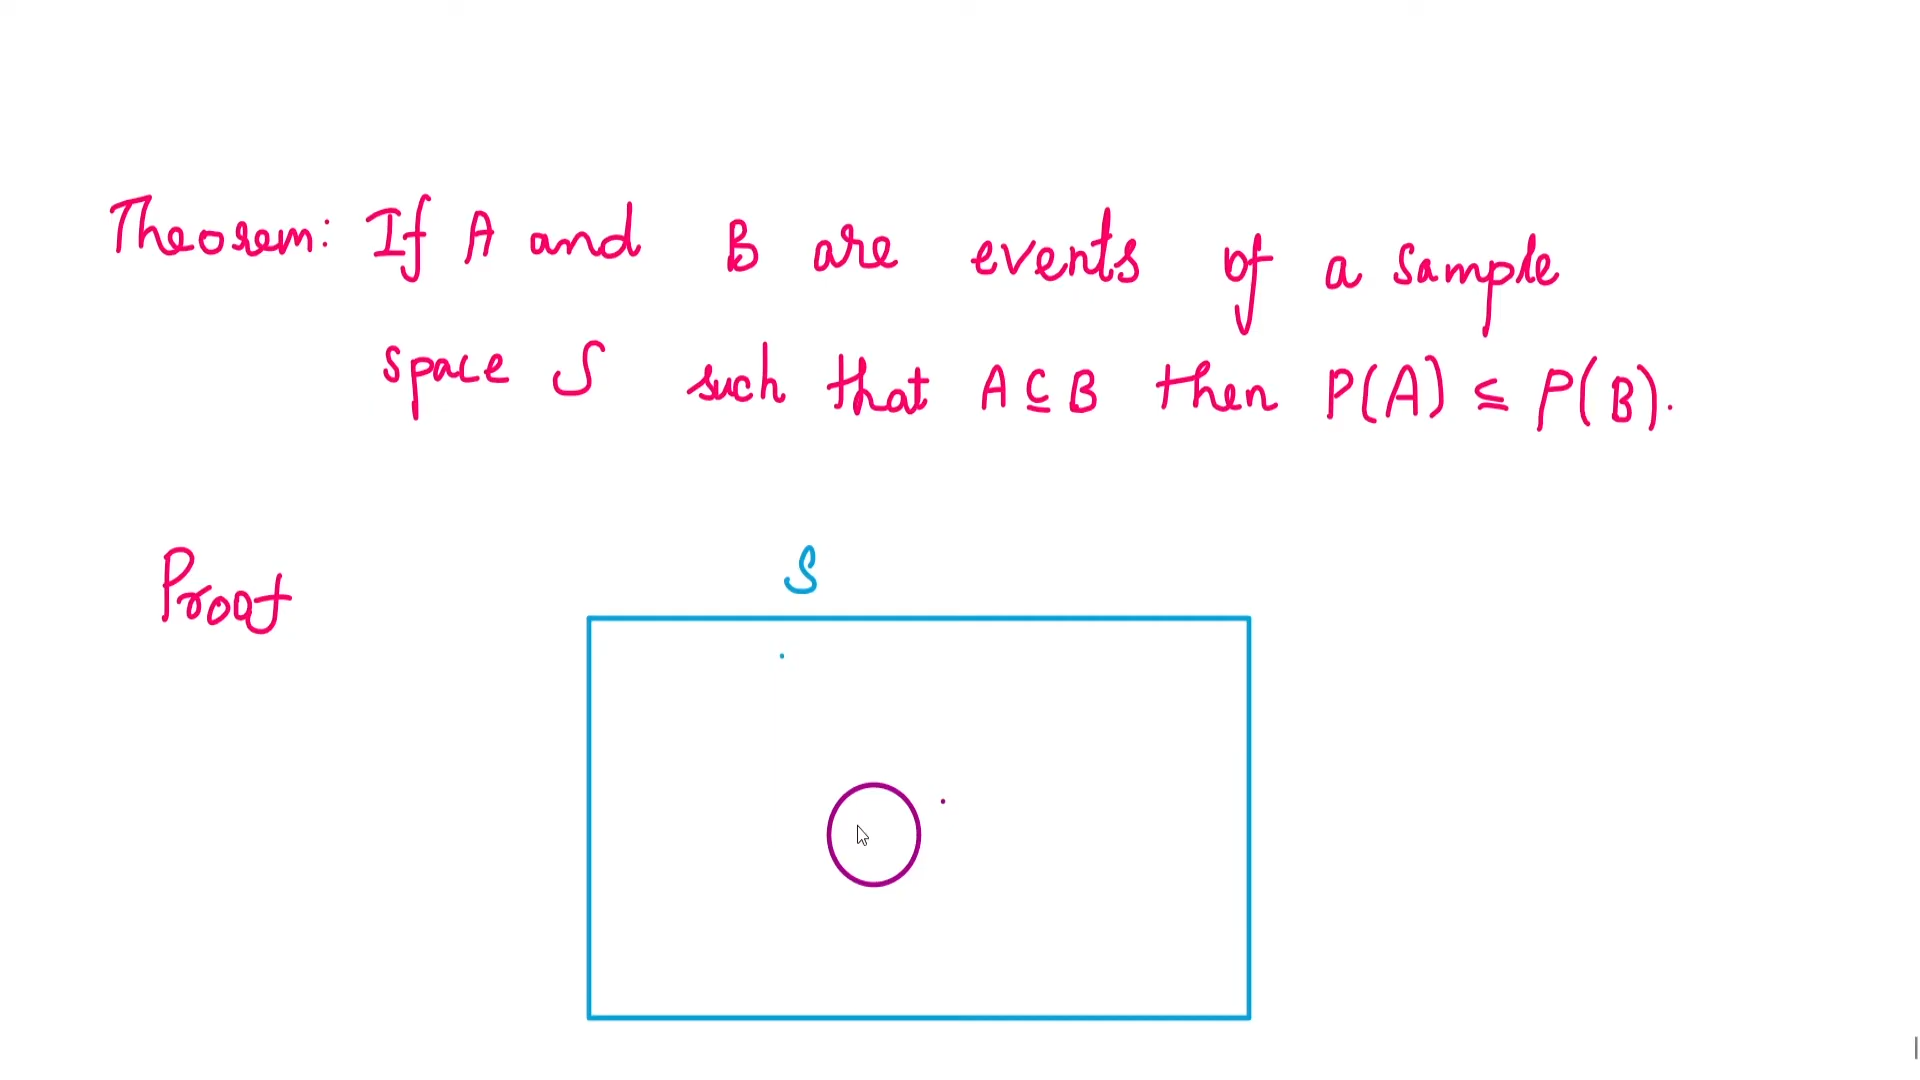 Theorem: If A and B are events of a sample
space S such that A ⊆ B then P(A) ≤ P(B).
Proof
S